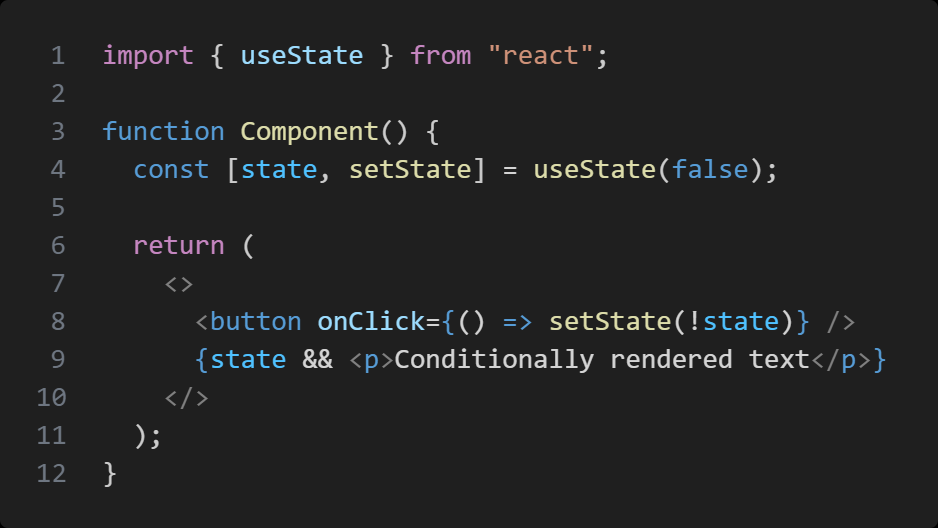 1 import { useState } from "react";
2
3 function Component() {
4   const [state, setState] = useState(false);
5
6   return (
7     <>
8       <button onClick={() => setState(!state)} />
9       {state && <p>Conditionally rendered text</p>}
10     </>
11   );
12 }